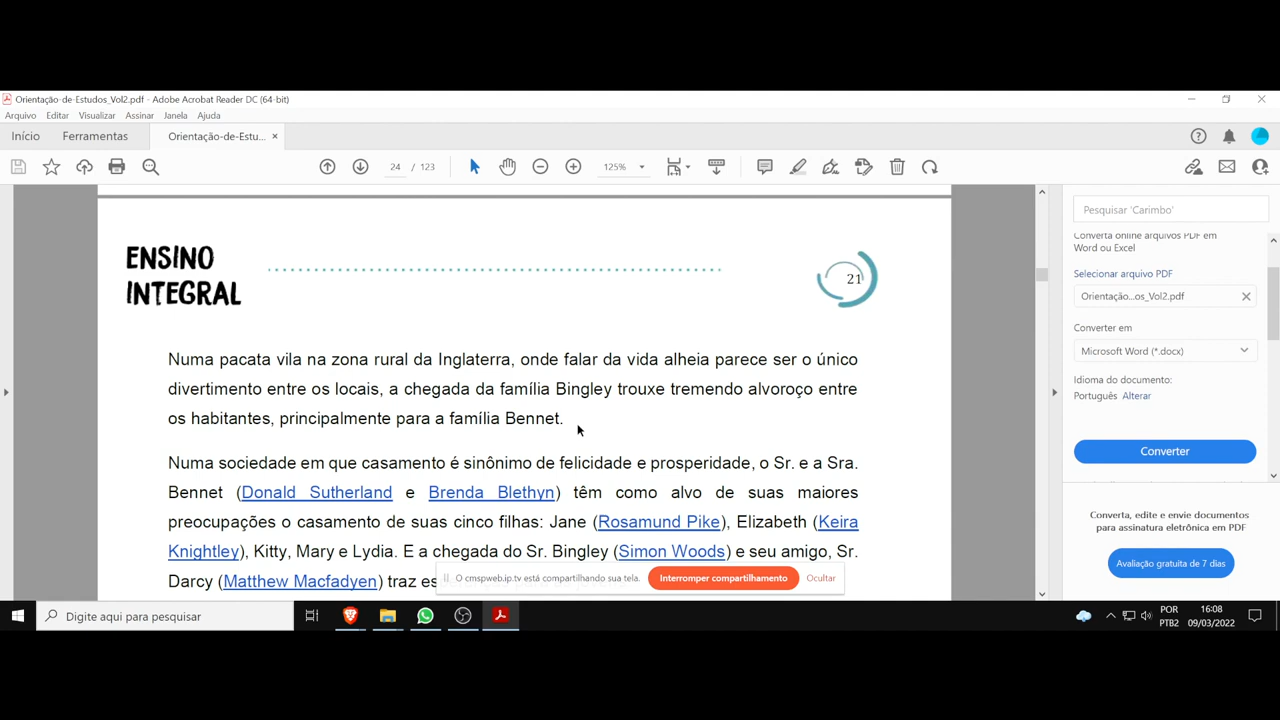 Orientação-de-Estudos_Vol2.pdf - Adobe Acrobat Reader DC (64-bit)
Arquivo Editar Visualizar Assinar Janela Ajuda
Início Ferramentas Orientação-de-Estu... ×
24 / 123 125%
Pesquisar 'Carimbo'
Converta online arquivos PDF em
Word ou Excel
Selecionar arquivo PDF
Orientação...os_Vol2.pdf
Converter em
Microsoft Word (*.docx)
Idioma do documento:
Português Alterar
Converter
Converta, edite e envie documentos
para assinatura eletrônica em PDF
Avaliação gratuita de 7 dias
ENSINO
INTEGRAL
21
Numa pacata vila na zona rural da Inglaterra, onde falar da vida alheia parece ser o único
divertimento entre os locais, a chegada da família Bingley trouxe tremendo alvoroço entre
os habitantes, principalmente para a família Bennet.
Numa sociedade em que casamento é sinônimo de felicidade e prosperidade, o Sr. e a Sra.
Bennet (Donald Sutherland e Brenda Blethyn) têm como alvo de suas maiores
preocupações o casamento de suas cinco filhas: Jane (Rosamund Pike), Elizabeth (Keira
Knightley), Kitty, Mary e Lydia. E a chegada do Sr. Bingley (Simon Woods) e seu amigo, Sr.
Darcy (Matthew Macfadyen) traz es
O cmspweb.ip.tv está compartilhando sua tela. Interromper compartilhamento Ocultar
Digite aqui para pesquisar
POR
PTB2
16:08
09/03/2022